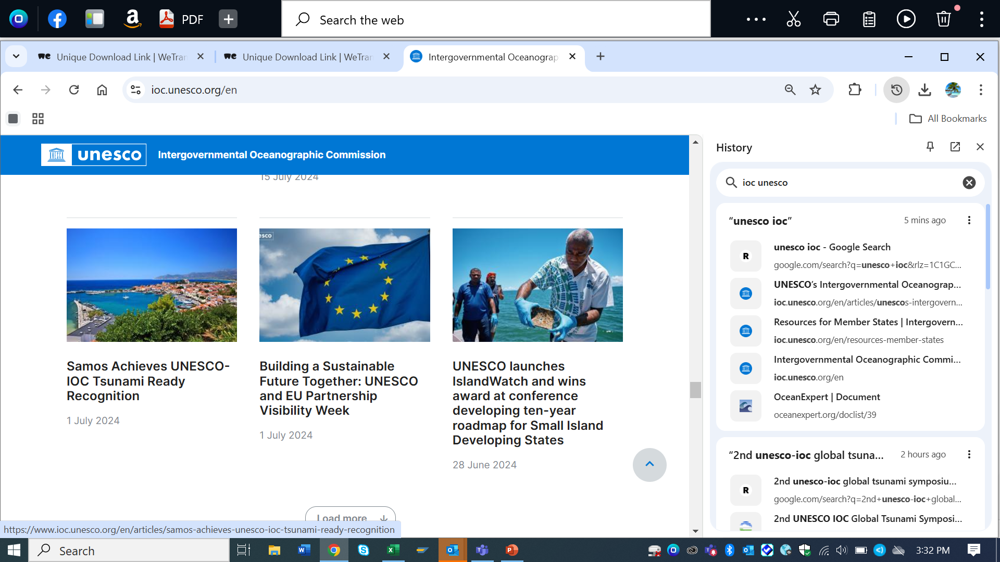 PDF
Search the web
Unique Download Link | WeTran
Unique Download Link | WeTran
Intergovernmental Oceanograp
ioc.unesco.org/en
All Bookmarks
unesco
Intergovernmental Oceanographic Commission
15 July 2024
Samos Achieves UNESCO-
IOC Tsunami Ready
Recognition
1 July 2024
esco
Building a Sustainable
Future Together: UNESCO
and EU Partnership
Visibility Week
1 July 2024
UNESCO launches
IslandWatch and wins
award at conference
developing ten-year
roadmap for Small Island
Developing States
28 June 2024
Load more
https://www.ioc.unesco.org/en/articles/samos-achieves-unesco-ioc-tsunami-ready-recognition
History
ioc unesco
“unesco ioc”
5 mins ago
R
unesco ioc - Google Search
google.com/search?q=unesco+ioc&rlz=1C1GC...
UNESCO’s Intergovernmental Oceanograp...
ioc.unesco.org/en/articles/unescos-intergovern...
Resources for Member States | Intergovern...
ioc.unesco.org/en/resources-member-states
Intergovernmental Oceanographic Commi...
ioc.unesco.org/en
OceanExpert | Document
oceanexpert.org/doclist/39
“2nd unesco-ioc global tsuna...
2 hours ago
R
2nd unesco-ioc global tsunami symposiu...
google.com/search?q=2nd+unesco-ioc+global...
2nd UNESCO IOC Global Tsunami Symposi...
Search
3:32 PM